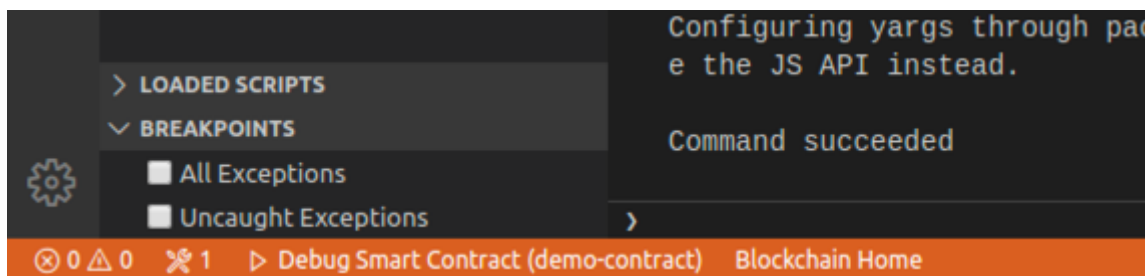 Configuring yargs through pac
e the JS API instead.
LOADED SCRIPTS
BREAKPOINTS
Command succeeded
All Exceptions
Uncaught Exceptions
0 0 1 Debug Smart Contract (demo-contract) Blockchain Home